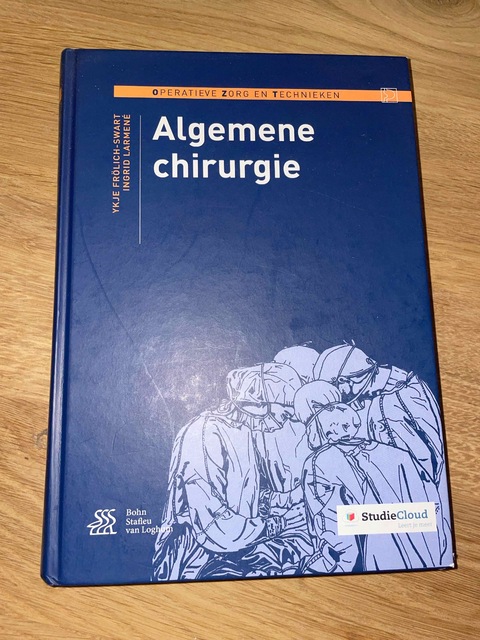 OPERATIEVE ZORG EN TECHNIEKEN
YKJE FRÖLICH-SWART
INGRID LARMENÉ
Algemene
chirurgie
Bohn
Stafleu
van Loghum
StudieCloud